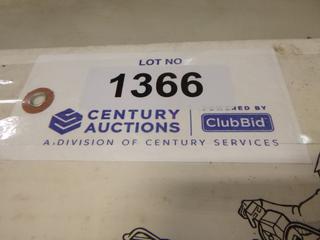 LOT NO
1366
CENTURY
AUCTIONS
POWERED BY
ClubBid
A DIVISION OF CENTURY SERVICES